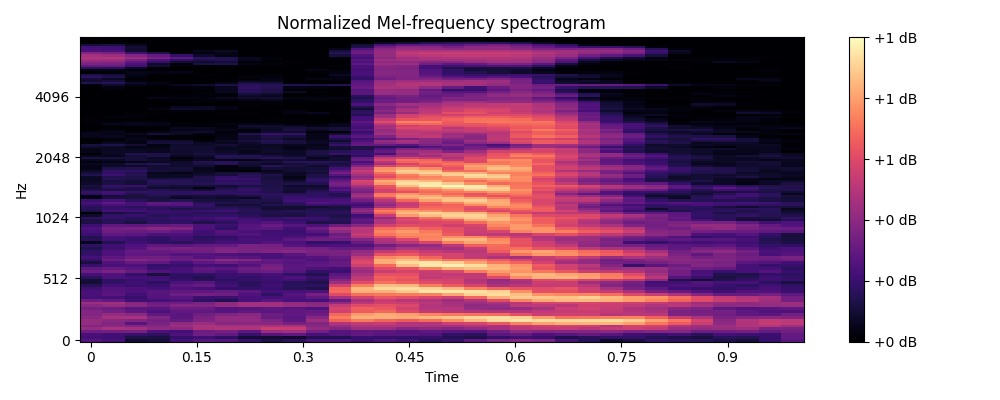 Normalized Mel-frequency spectrogram
Hz
4096
2048
1024
512
0
0 0.15 0.3 0.45 0.6 0.75 0.9
Time
+1 dB
+1 dB
+1 dB
+0 dB
+0 dB
+0 dB